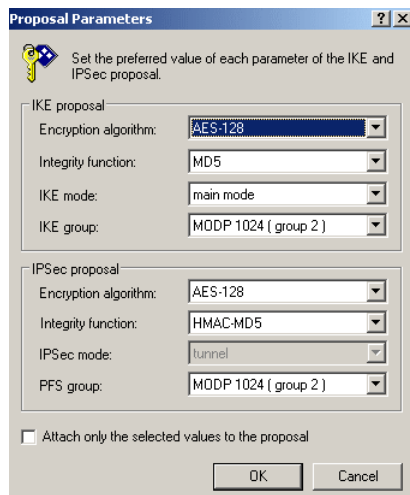 Proposal Parameters
Set the preferred value of each parameter of the IKE and
IPSec proposal.
IKE proposal
Encryption algorithm: AES-128
Integrity function: MD5
IKE mode: main mode
IKE group: MODP 1024 ( group 2 )
IPSec proposal
Encryption algorithm: AES-128
Integrity function: HMAC-MD5
IPSec mode: tunnel
PFS group: MODP 1024 ( group 2 )
Attach only the selected values to the proposal
OK Cancel